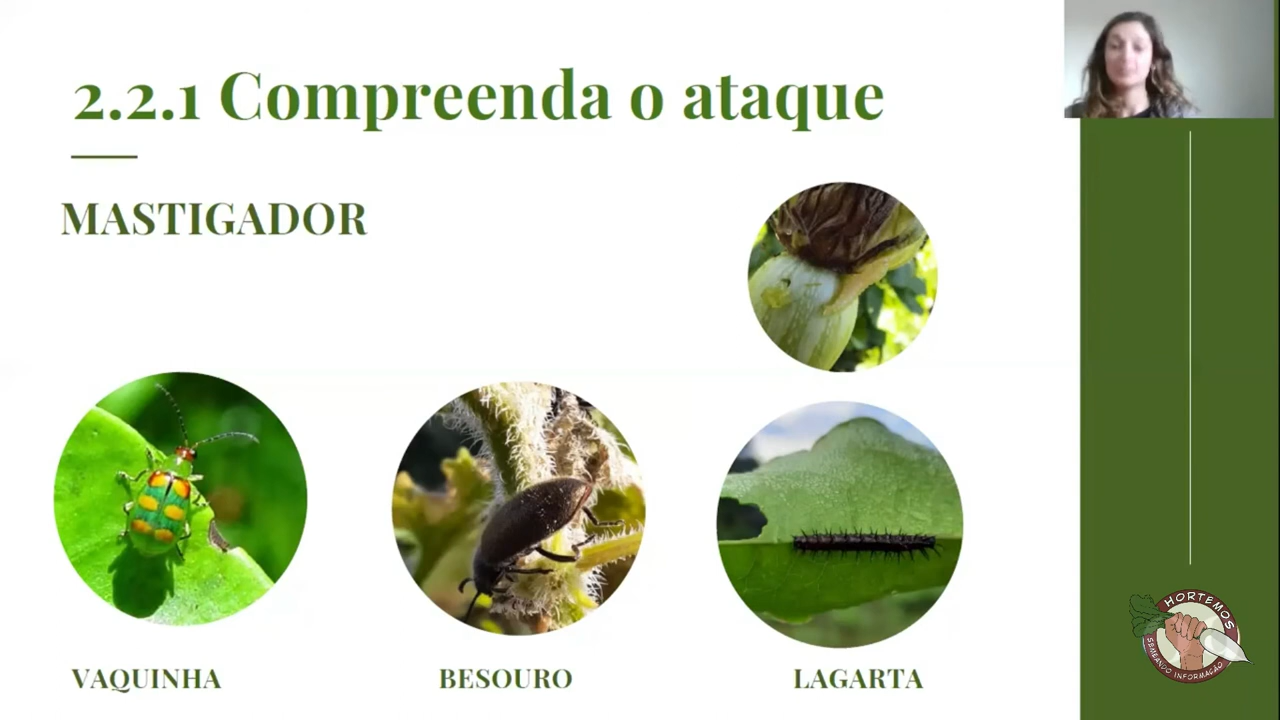 2.2.1 Compreenda o ataque
MASTIGADOR
VAQUINHA
BESOURO
LAGARTA
HORTEMOS
SEMEANDO INFORMAÇÃO